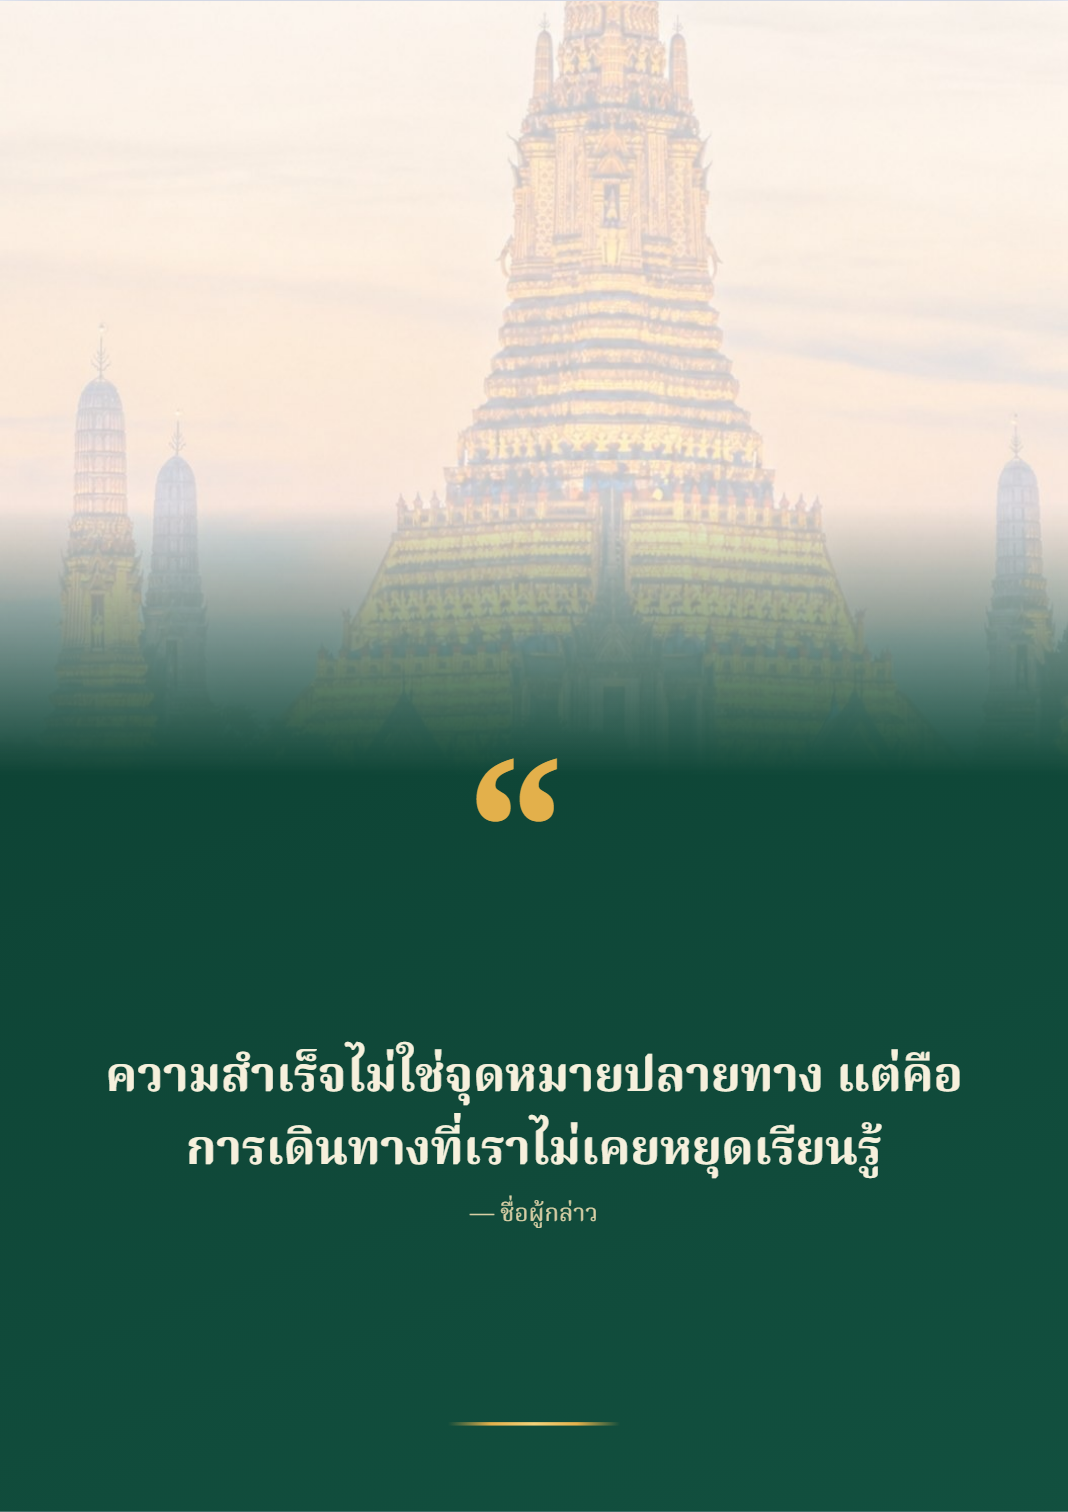 “
ความสำเร็จไม่ใช่จุดหมายปลายทาง แต่คือ
การเดินทางที่เราไม่เคยหยุดเรียนรู้
— ชื่อผู้กล่าว